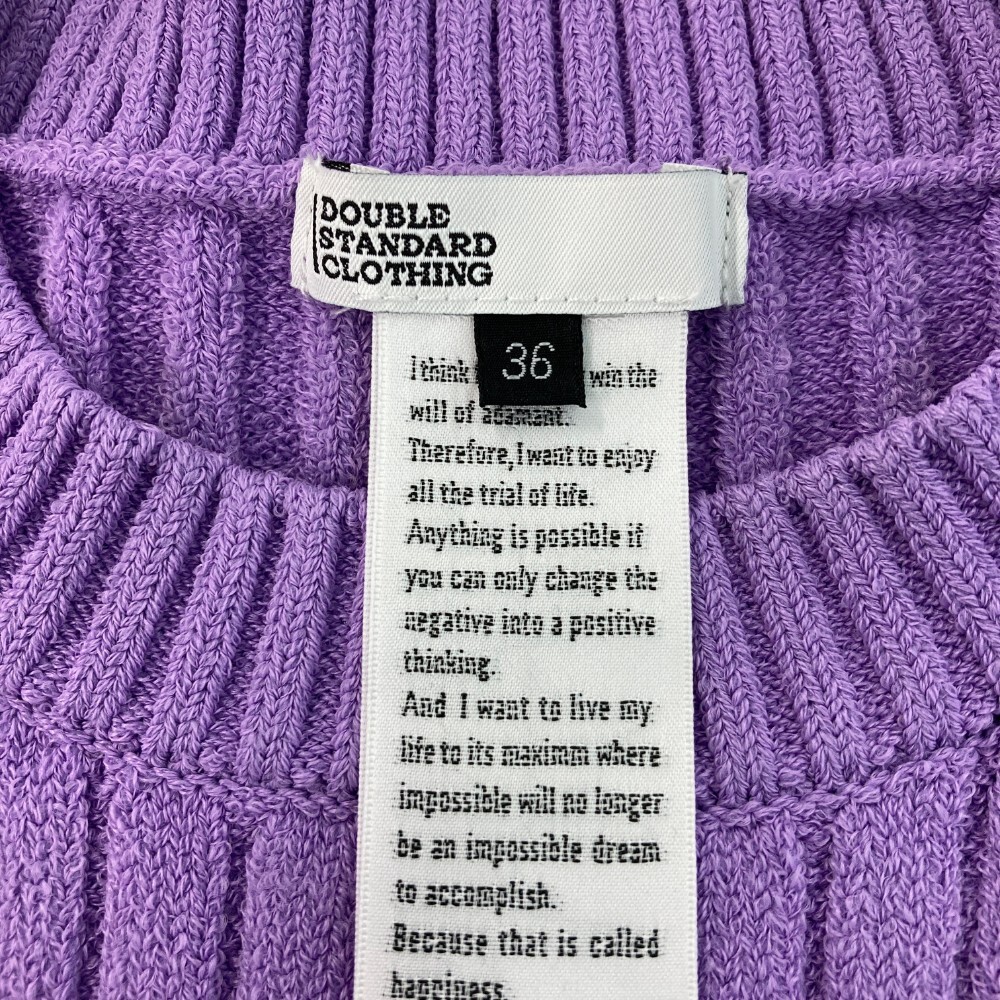 DOUBLE
STANDARD
CLOTHING
36
I think win the
will of adamant.
Therefore, I want to enjoy
all the trial of life.
Anything is possible if
you can only change the
negative into a positive
thinking.
And I want to live my
life to its maximm where
impossible will no longer
be an impossible dream
to accomplish.
Because that is called
happiness.